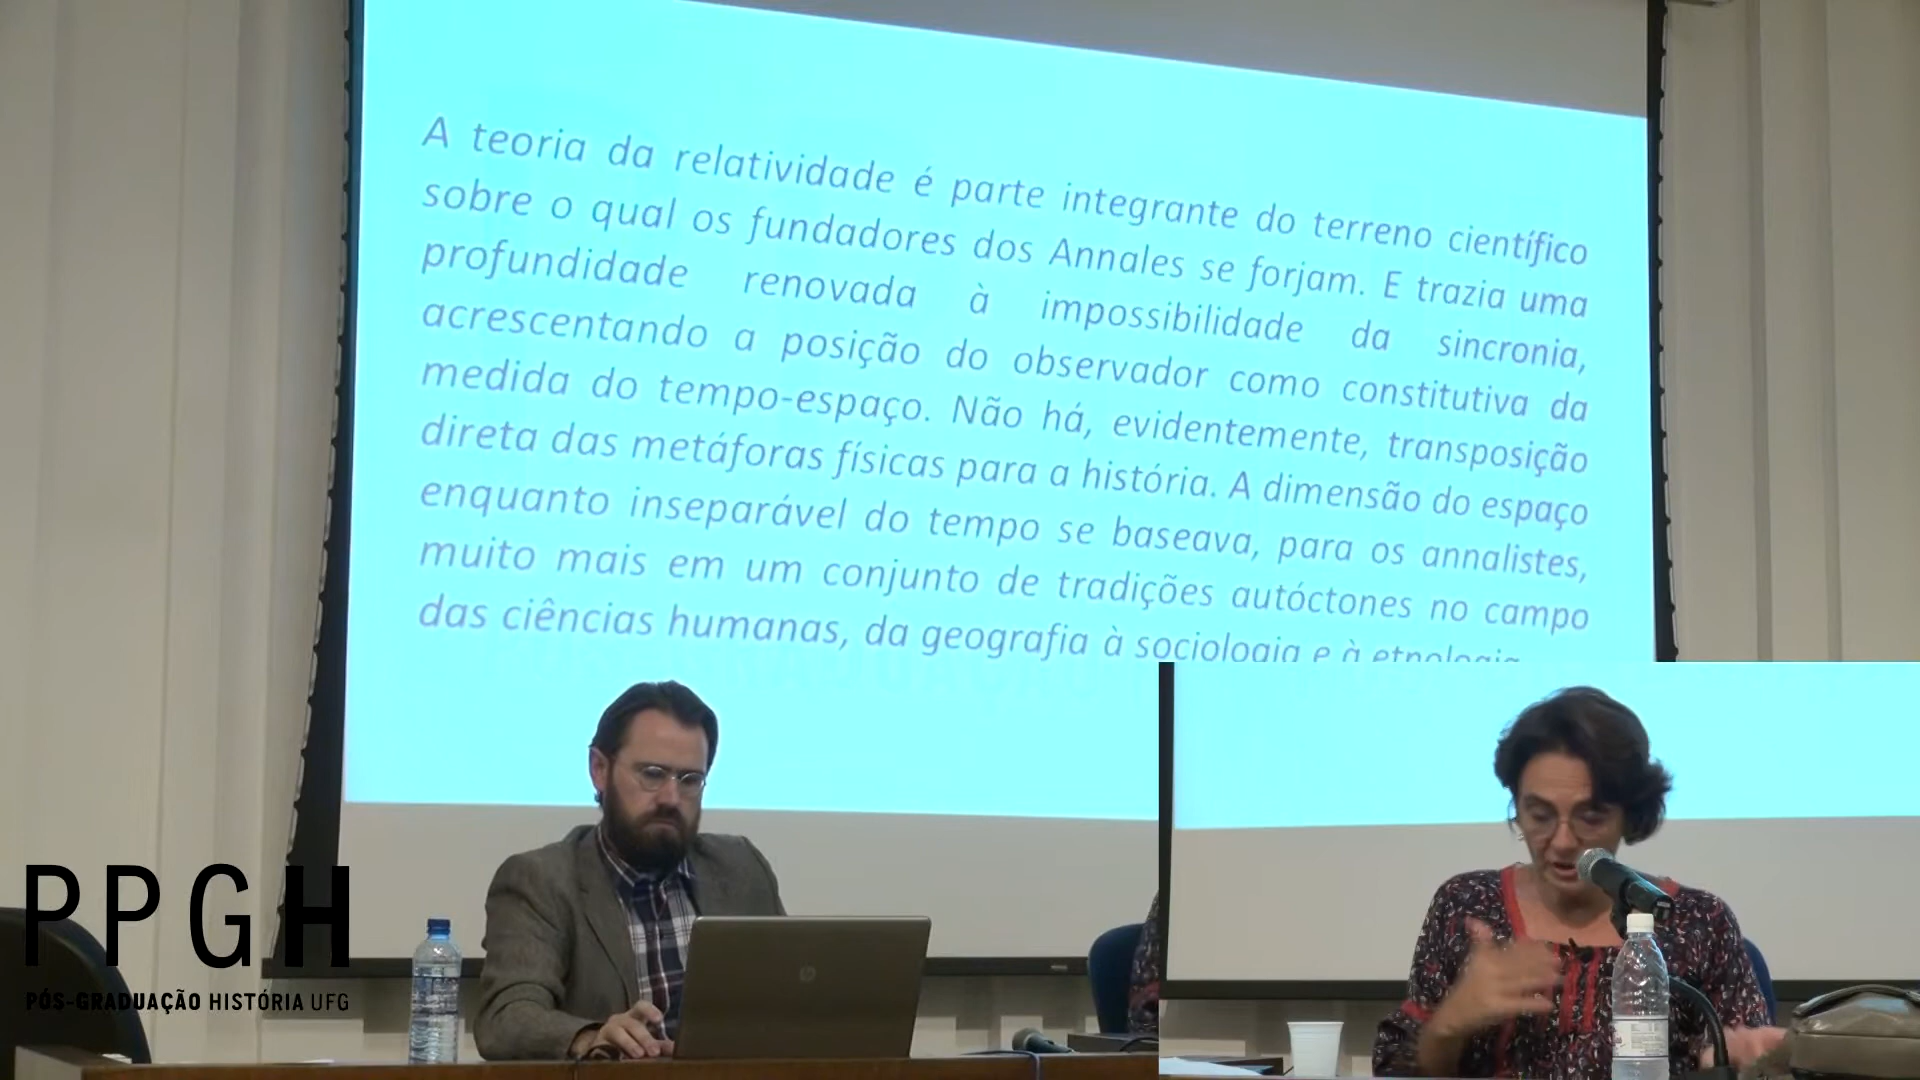 A teoria da relatividade é parte integrante do terreno científico
sobre o qual os fundadores dos Annales se forjam. E trazia uma
profundidade renovada à impossibilidade da sincronia,
acrescentando a posição do observador como constitutiva da
medida do tempo-espaço. Não há, evidentemente, transposição
direta das metáforas físicas para a história. A dimensão do espaço
enquanto inseparável do tempo se baseava, para os annalistes,
muito mais em um conjunto de tradições autóctones no campo
das ciências humanas, da geografia à sociologia e à etnologia
PPGH
PÓS-GRADUAÇÃO HISTÓRIA UFG
hp